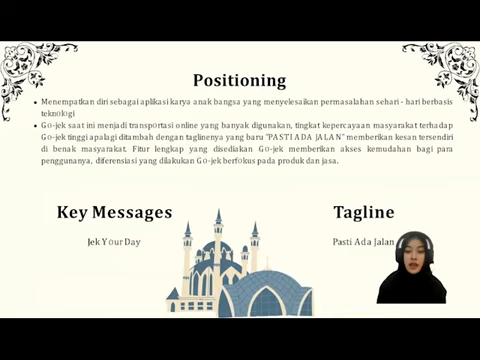 Positioning
Menempatkan diri sebagai aplikasi karya anak bangsa yang menyelesaikan permasalahan sehari - hari berbasis
teknologi
Go-jek saat ini menjadi transportasi online yang banyak digunakan, tingkat kepercayaan masyarakat terhadap
Go-jek tinggi apalagi ditambah dengan taglinenya yang baru "PASTI ADA JALAN" memberikan kesan tersendiri
di benak masyarakat. Fitur lengkap yang disediakan Go-jek memberikan akses kemudahan bagi para
penggunanya, diferensiasi yang dilakukan Go-jek berfokus pada produk dan jasa.
Key Messages
Jek Your Day
Tagline
Pasti Ada Jalan